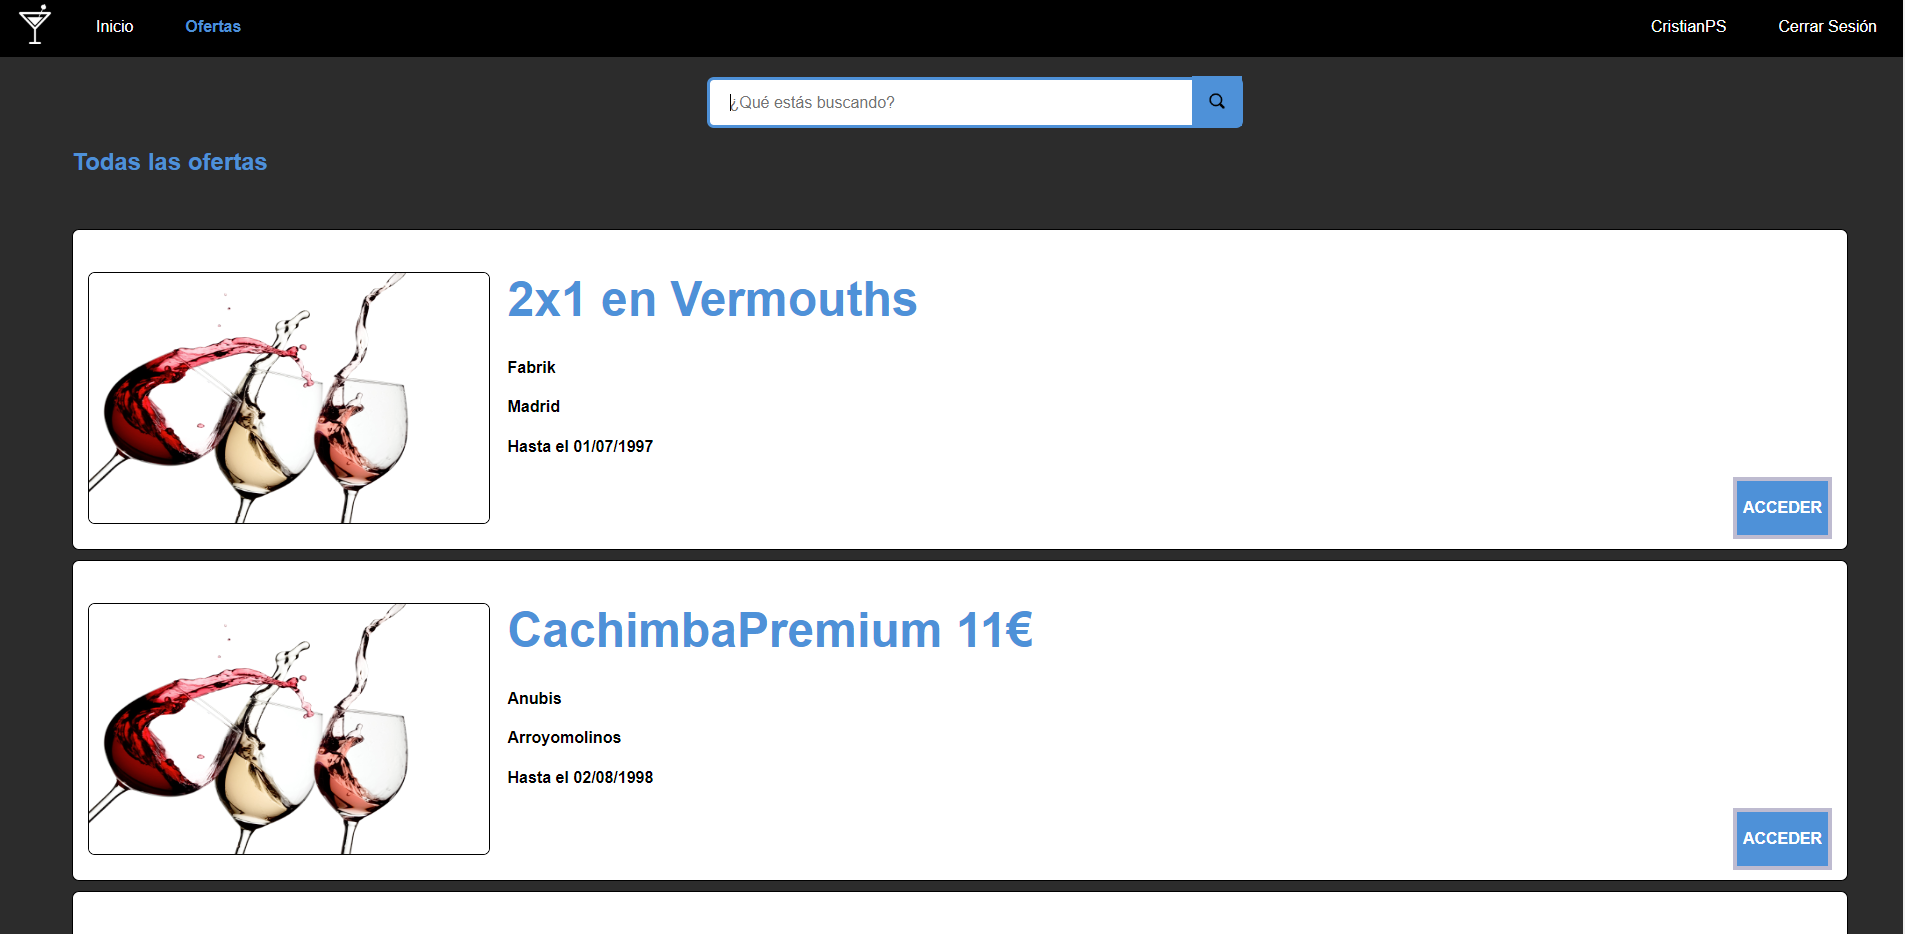 Inicio
Ofertas
CristianPS
Cerrar Sesión
¿Qué estás buscando?
Todas las ofertas
2x1 en Vermouths
Fabrik
Madrid
Hasta el 01/07/1997
ACCEDER
CachimbaPremium 11€
Anubis
Arroyomolinos
Hasta el 02/08/1998
ACCEDER